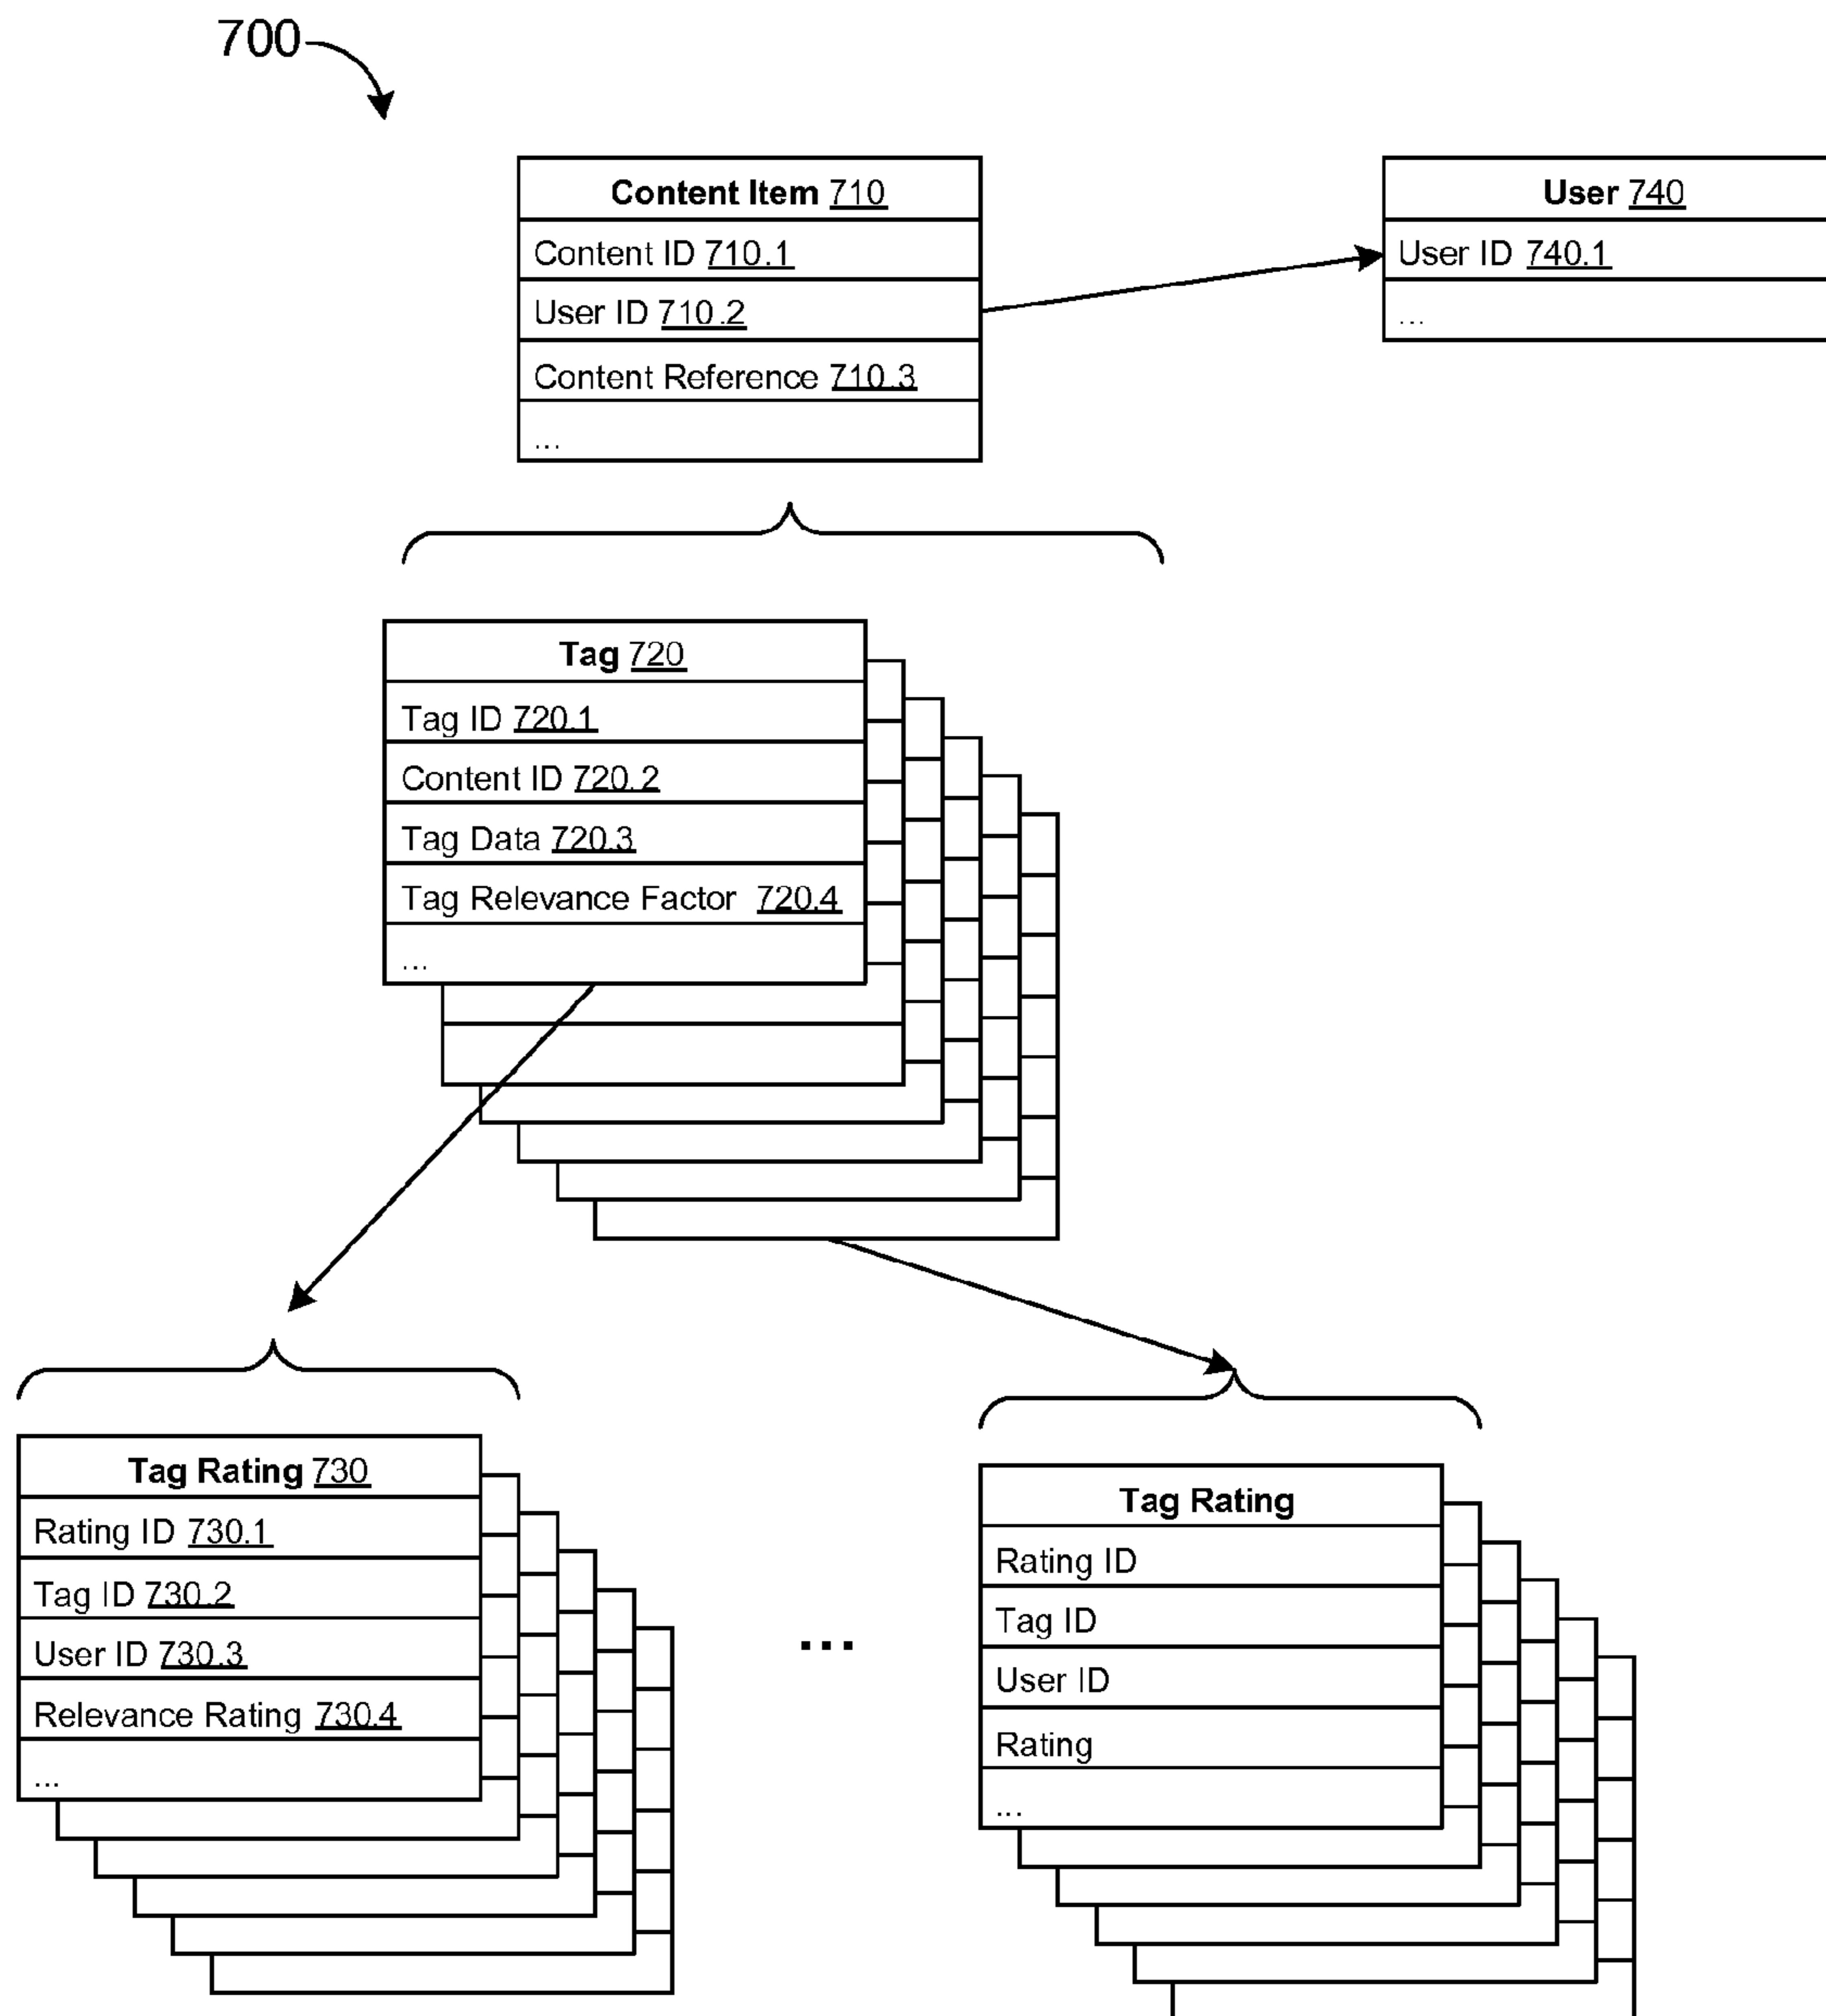 700
Content Item 710
Content ID 710.1
User ID 710.2
Content Reference 710.3
...
User 740
User ID 740.1
...
Tag 720
Tag ID 720.1
Content ID 720.2
Tag Data 720.3
Tag Relevance Factor 720.4
...
Tag Rating 730
Rating ID 730.1
Tag ID 730.2
User ID 730.3
Relevance Rating 730.4
...
...
Tag Rating
Rating ID
Tag ID
User ID
Rating
...